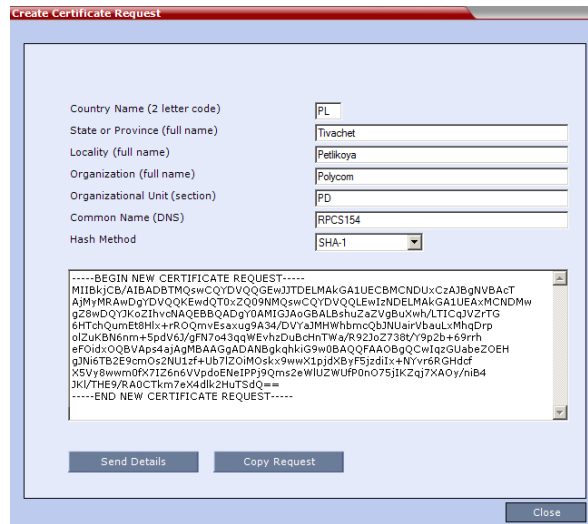 Create Certificate Request
Country Name (2 letter code) PL
State or Province (full name) Tivachet
Locality (full name) Petlikoya
Organization (full name) Polycom
Organizational Unit (section) PD
Common Name (DNS) RPCS154
Hash Method SHA-1
-----BEGIN NEW CERTIFICATE REQUEST-----
MIIBkjCB/AIBADBTMQswCQYDVQQGEwJJTDELMAkGA1UECBMCNDUxCzAJBgNVBAcT
AjMyMRAwDgYDVQQKEwdQT0xZQ09NMQswCQYDVQQLEwIzNDELMAkGA1UEAxMCNDMw
gZ8wDQYJKoZIhvcNAQEBBQADgY0AMIGJAoGBALbshuZaZVgBuXwh/LTICqJVZrTG
6HTchQumEt8Hlx+rROQmvEsaxug9A34/DVYaJMHWhbmcQbJNUairVbauLxMhqDrp
olZuKBN6nm+5pdV6J/gFN7o43qqWEvhzDuBcHnTWa/R92JoZ738t/Y9p2b+69rrh
eFOidxOQBVAps4ajAgMBAAGgADANBgkqhkiG9w0BAQQFAAOBgQCwIqzGUabeZOEH
gJNi6TB2E9cmOs2NU1zf+Ub7lZOiMOskx9wwX1pjdXByF5jzdiIx+NYvr6RGHdcf
X5Vy8wwm0fX7IZ6n6VVpdoENeIPPj9Qms2eWlUZWUfP0nO75jIKZqj7XAOy/niB4
JKl/THE9/RA0CTkm7eX4dlk2HuTSdQ==
-----END NEW CERTIFICATE REQUEST-----
Send Details Copy Request
Close